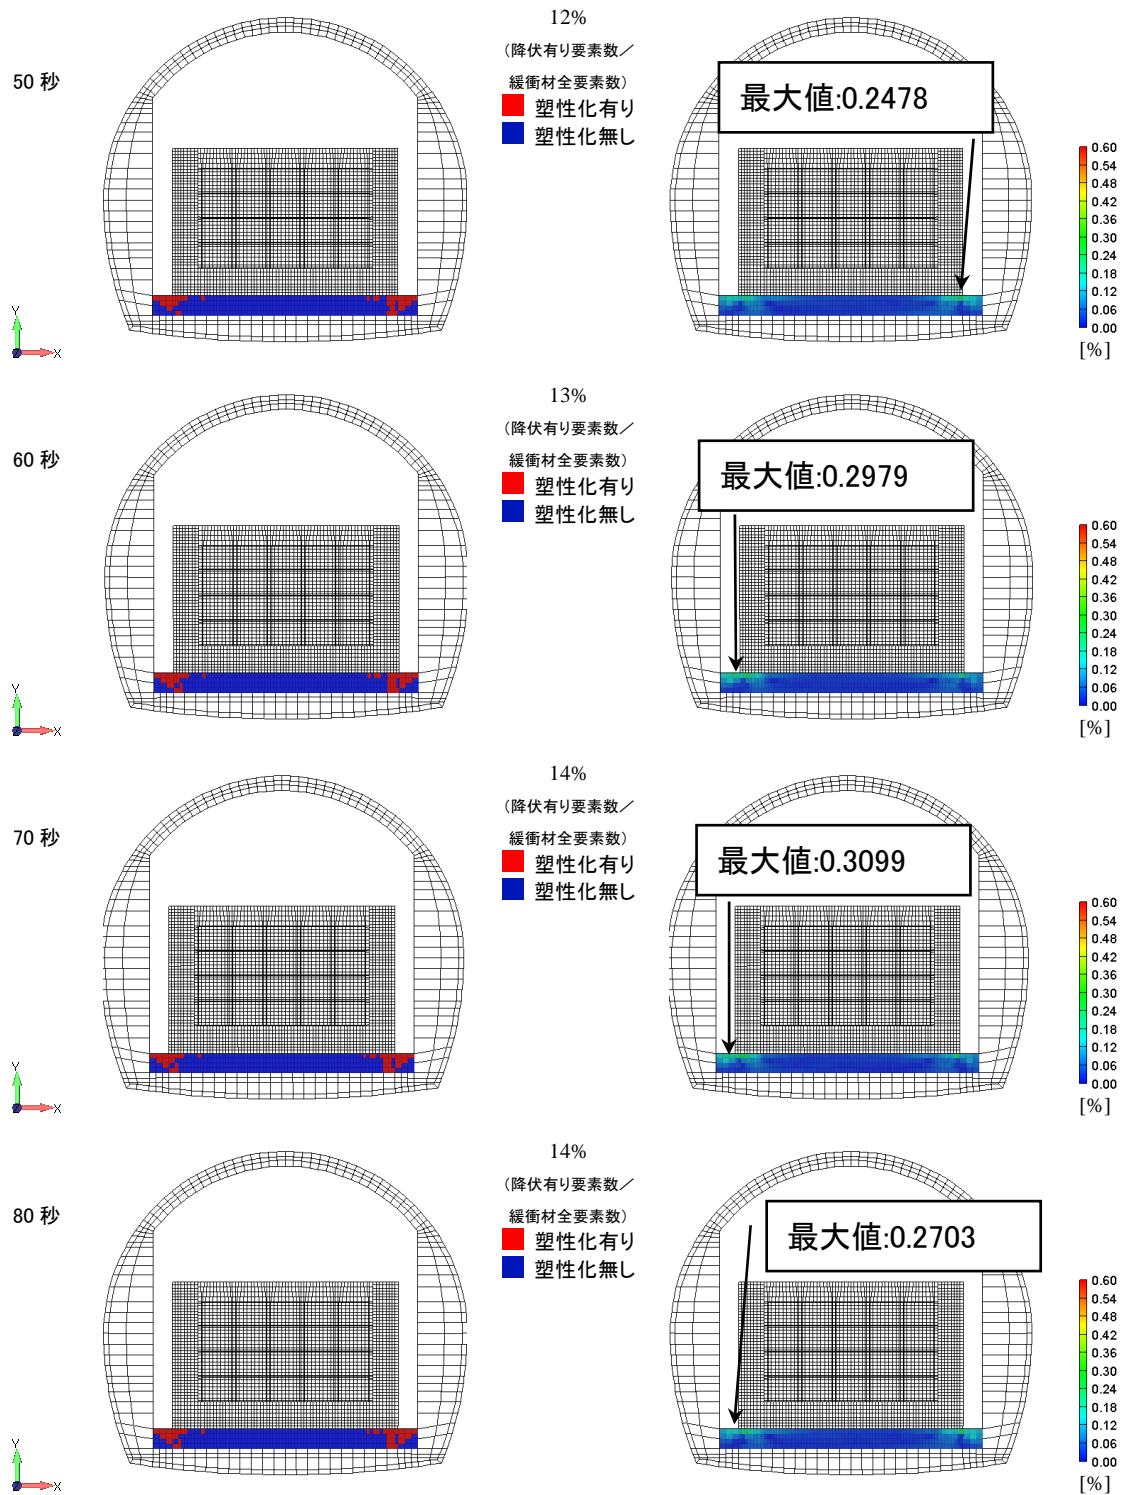 50 秒
12%
（降伏有り要素数／
緩衝材全要素数）
塑性化有り
塑性化無し
最大値:0.2478
0.60
0.54
0.48
0.42
0.36
0.30
0.24
0.18
0.12
0.06
0.00
[%]
Y
X
60 秒
13%
（降伏有り要素数／
緩衝材全要素数）
塑性化有り
塑性化無し
最大値:0.2979
0.60
0.54
0.48
0.42
0.36
0.30
0.24
0.18
0.12
0.06
0.00
[%]
Y
X
70 秒
14%
（降伏有り要素数／
緩衝材全要素数）
塑性化有り
塑性化無し
最大値:0.3099
0.60
0.54
0.48
0.42
0.36
0.30
0.24
0.18
0.12
0.06
0.00
[%]
Y
X
80 秒
14%
（降伏有り要素数／
緩衝材全要素数）
塑性化有り
塑性化無し
最大値:0.2703
0.60
0.54
0.48
0.42
0.36
0.30
0.24
0.18
0.12
0.06
0.00
[%]
Y
X